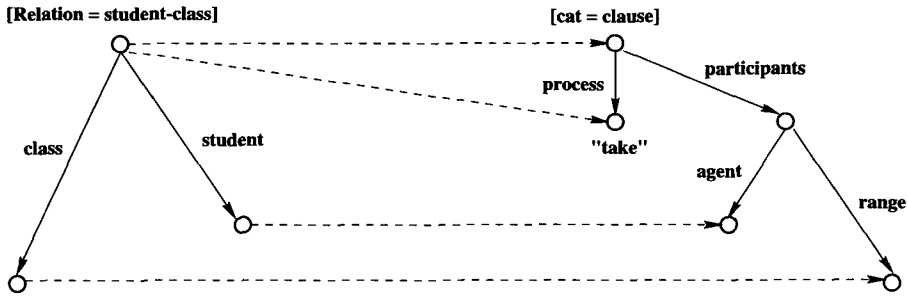 [Relation = student-class]
[cat = clause]
participants
process
student
class
"take"
agent
range